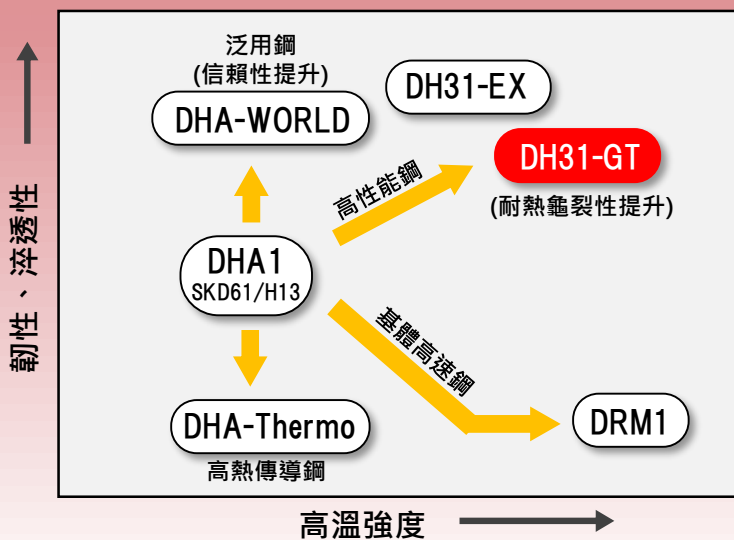 泛用鋼
(信賴性提升)
DHA-WORLD
DH31-EX
DH31-GT
(耐熱龜裂性提升)
高性能鋼
DHA1
SKD61/H13
基體高速鋼
DHA-Thermo
高熱傳導鋼
DRM1
韌性、淬透性
高溫強度